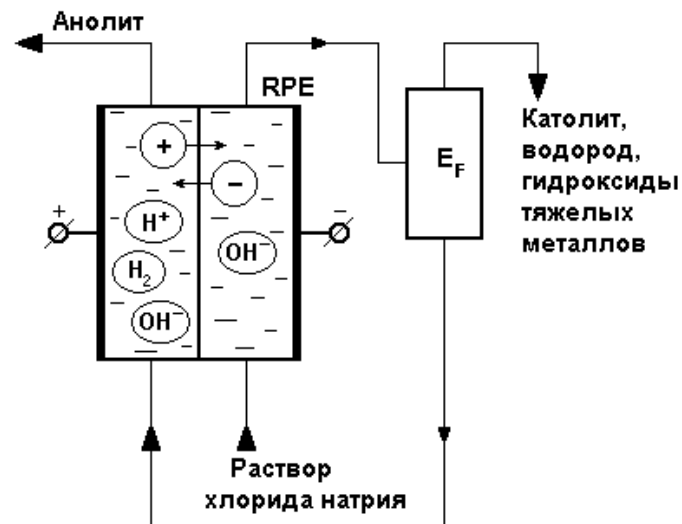 Анолит
RPE
+
−
+
−
H⁺
H₂
OH⁻
OH⁻
E_F
Католит,
водород,
гидроксиды
тяжелых
металлов
Раствор
хлорида натрия